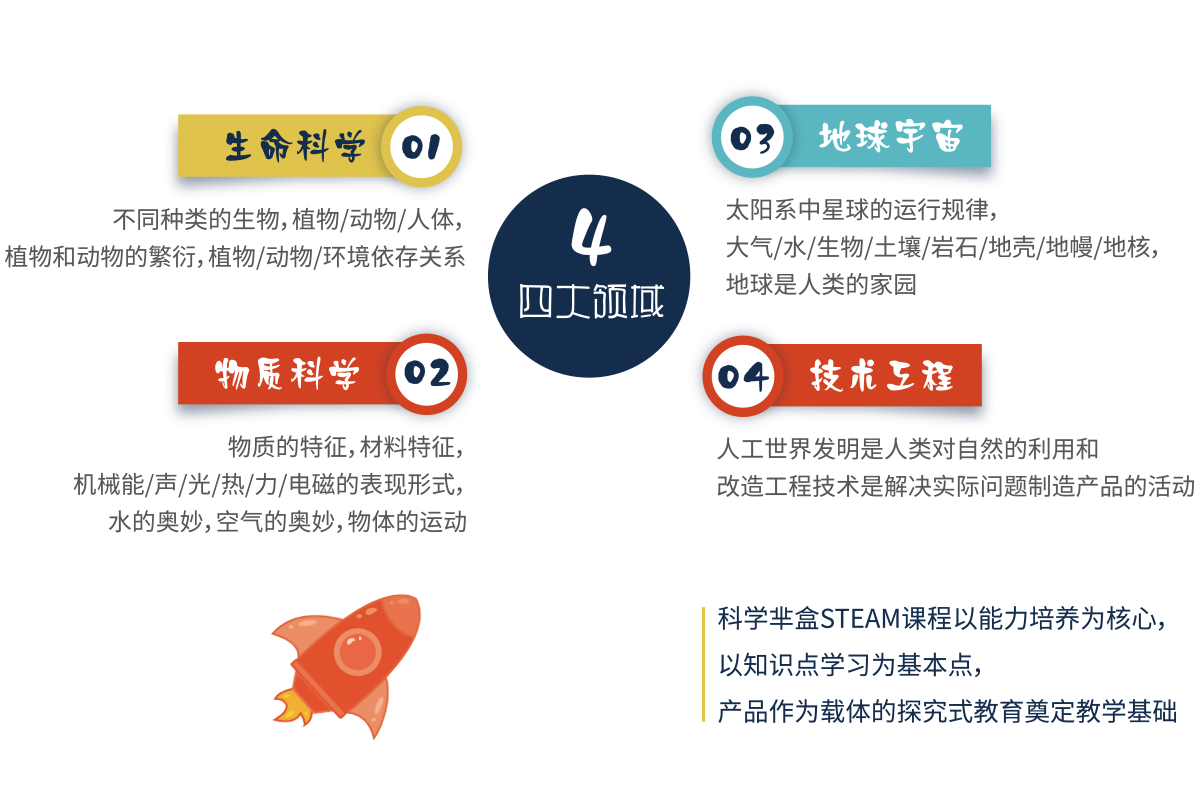 生命科学 01
不同种类的生物，植物/动物/人体，
植物和动物的繁衍，植物/动物/环境依存关系
物质科学 02
物质的特征，材料特征，
机械能/声/光/热/力/电磁的表现形式，
水的奥妙，空气的奥妙，物体的运动
4
四大领域
03 地球宇宙
太阳系中星球的运行规律，
大气/水/生物/土壤/岩石/地壳/地幔/地核，
地球是人类的家园
04 技术工程
人工世界发明是人类对自然的利用和
改造工程技术是解决实际问题制造产品的活动
科学芈盒STEAM课程以能力培养为核心，
以知识点学习为基本点，
产品作为载体的探究式教育奠定教学基础